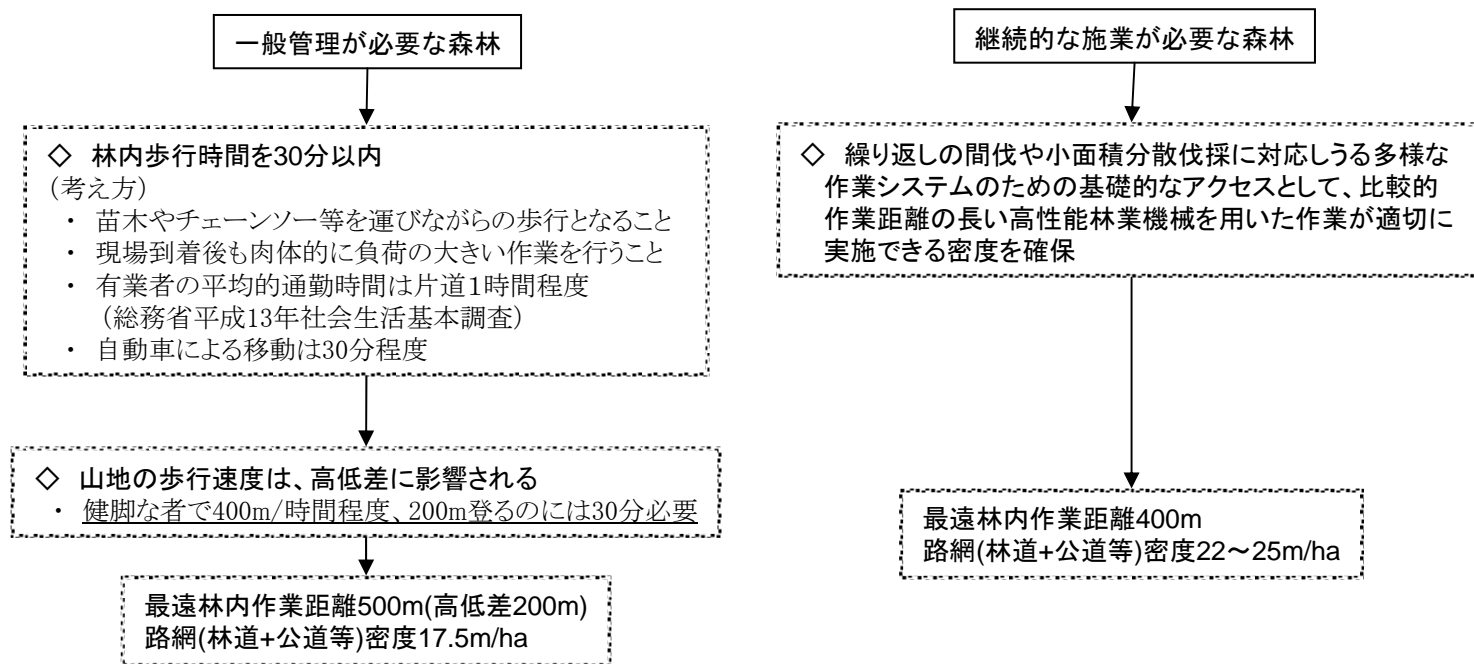 一般管理が必要な森林
◇ 林内歩行時間を30分以内
(考え方)
・ 苗木やチェーンソー等を運びながらの歩行となること
・ 現場到着後も肉体的に負荷の大きい作業を行うこと
・ 有業者の平均的通勤時間は片道1時間程度
(総務省平成13年社会生活基本調査)
・ 自動車による移動は30分程度
◇ 山地の歩行速度は、高低差に影響される
・ 健脚な者で400m/時間程度、200m登るのには30分必要
最遠林内作業距離500m(高低差200m)
路網(林道+公道等)密度17.5m/ha
継続的な施業が必要な森林
◇ 繰り返しの間伐や小面積分散伐採に対応しうる多様な
作業システムのための基礎的なアクセスとして、比較的
作業距離の長い高性能林業機械を用いた作業が適切に
実施できる密度を確保
最遠林内作業距離400m
路網(林道+公道等)密度22～25m/ha